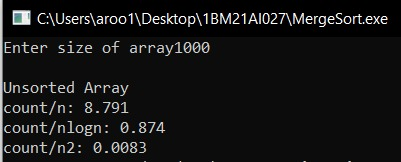 C:\Users\aroo1\Desktop\1BM21AI027\MergeSort.exe
Enter size of array1000
Unsorted Array
count/n: 8.791
count/nlogn: 0.874
count/n2: 0.0083